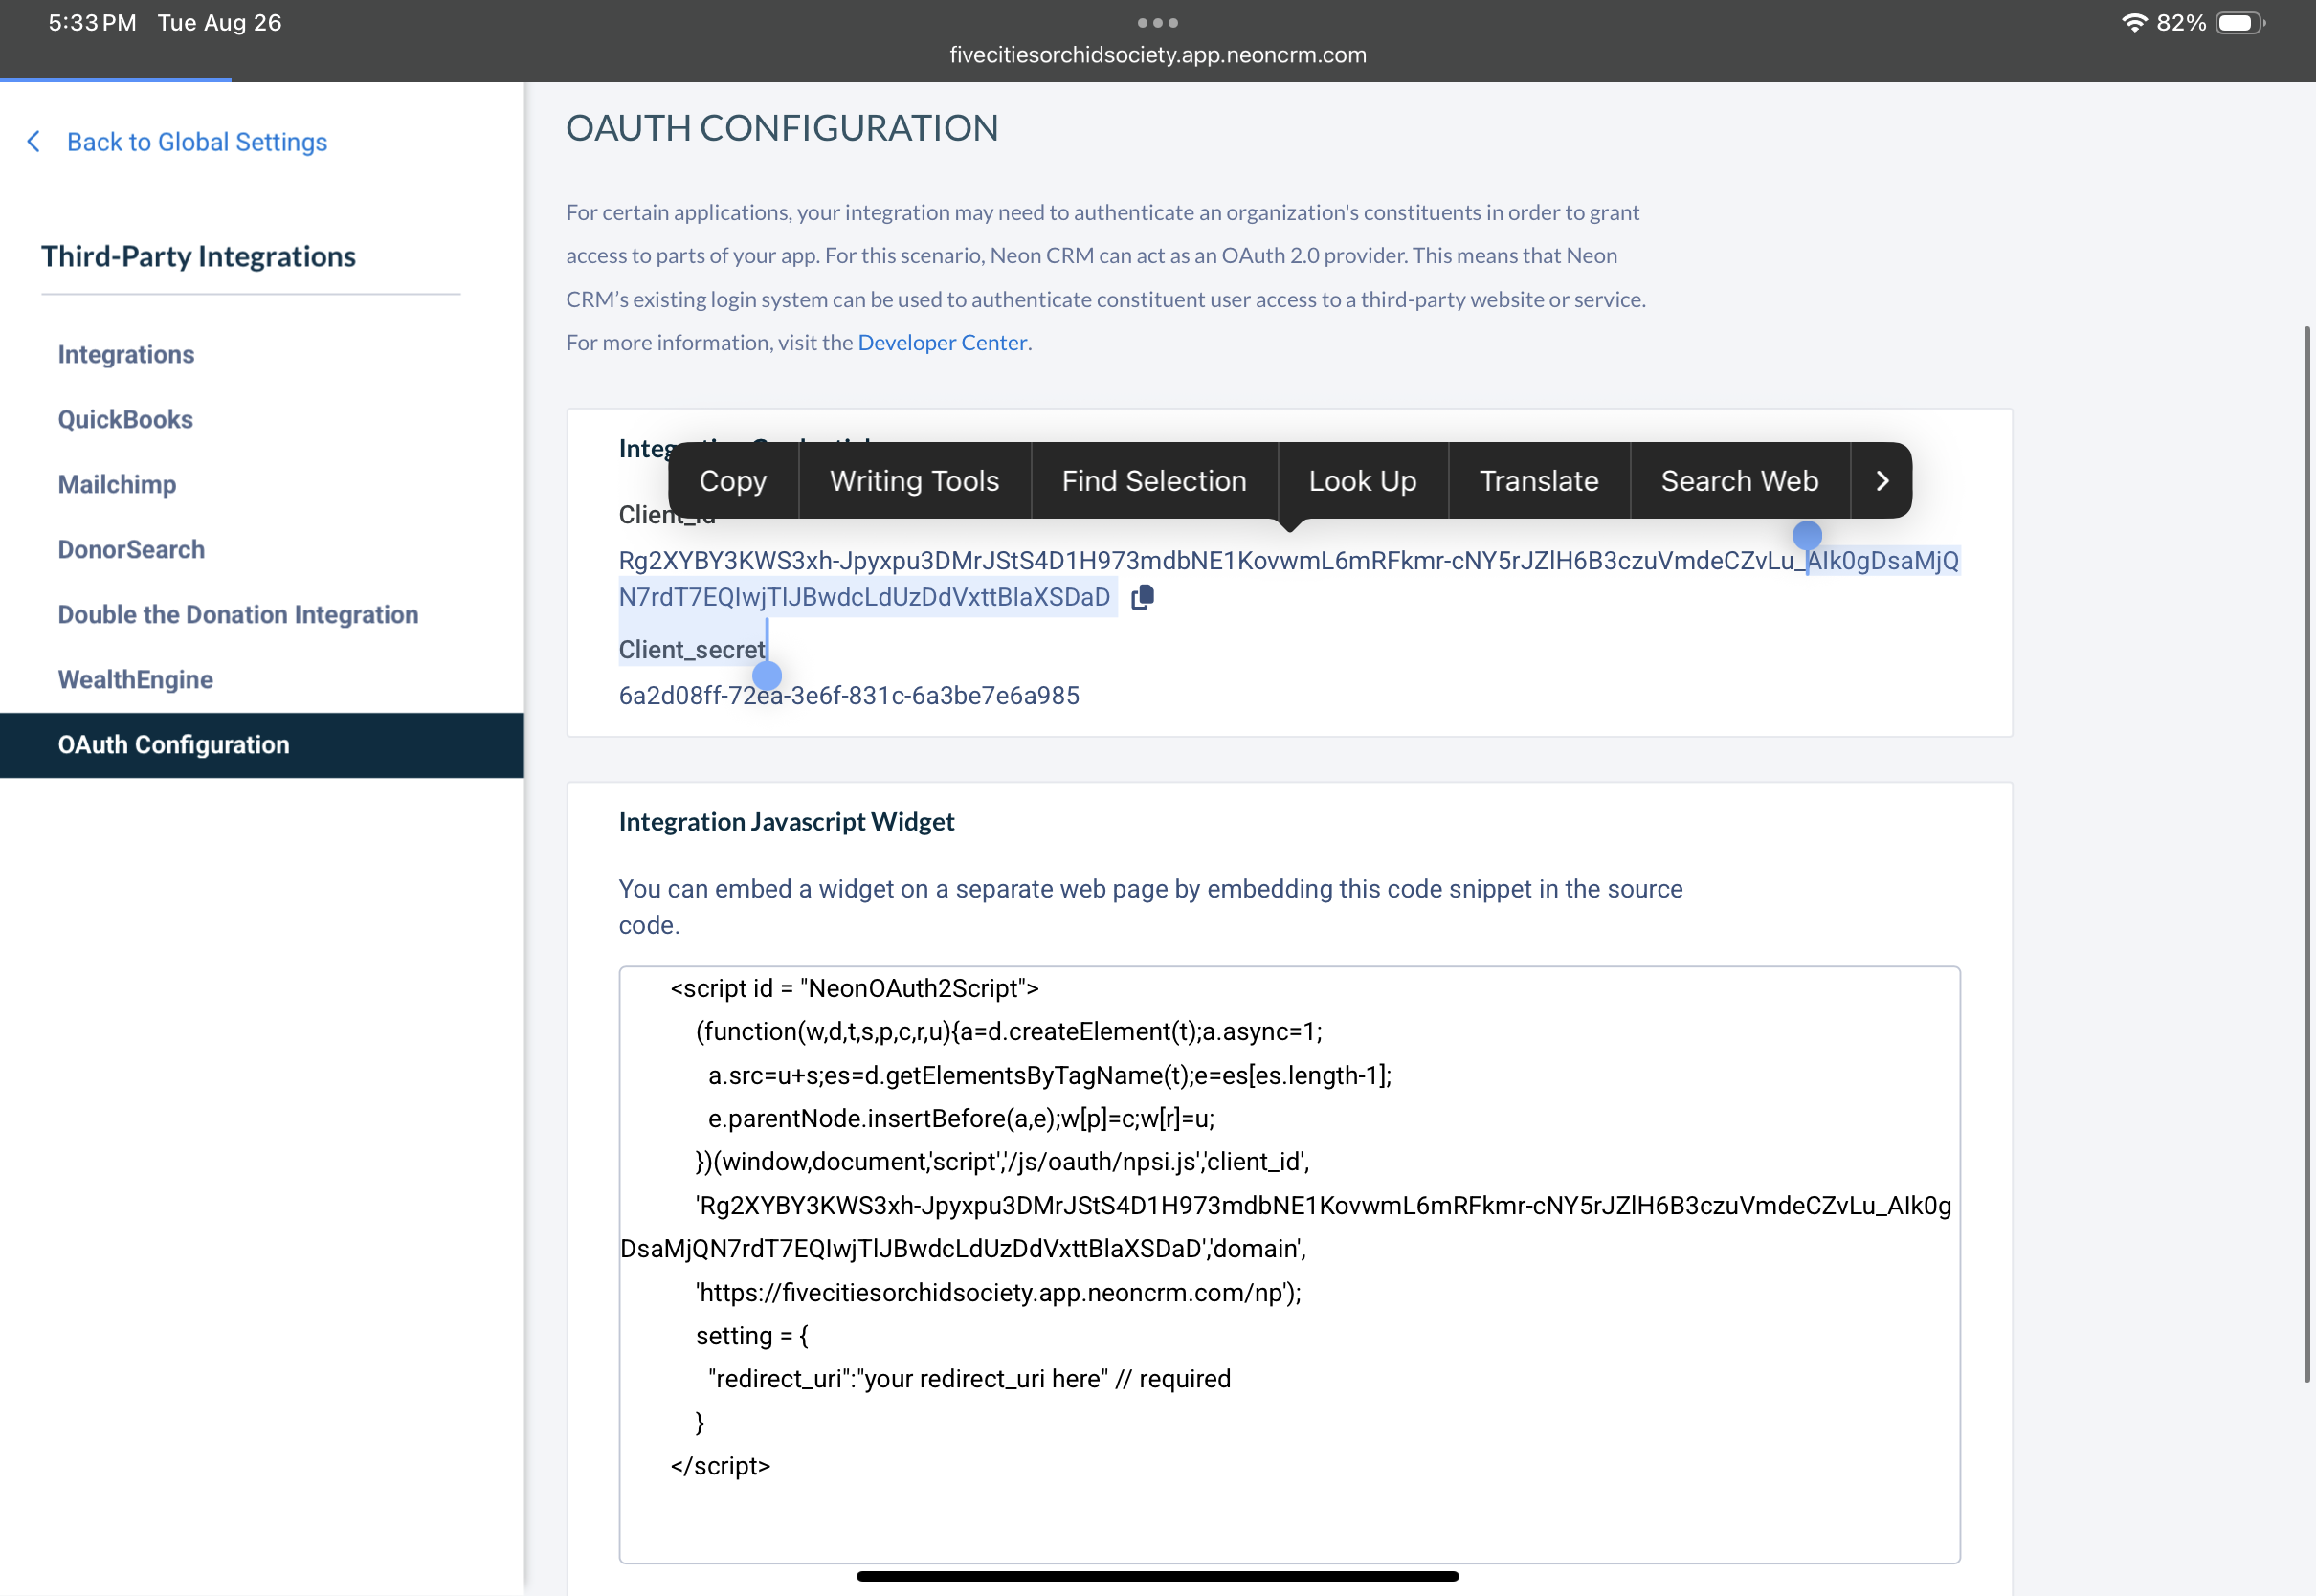 5:33 PM Tue Aug 26
82%
fivecitiesorchidsociety.app.neoncrm.com
Back to Global Settings
Third-Party Integrations
Integrations
QuickBooks
Mailchimp
DonorSearch
Double the Donation Integration
WealthEngine
OAuth Configuration
OAUTH CONFIGURATION
For certain applications, your integration may need to authenticate an organization's constituents in order to grant
access to parts of your app. For this scenario, Neon CRM can act as an OAuth 2.0 provider. This means that Neon
CRM’s existing login system can be used to authenticate constituent user access to a third-party website or service.
For more information, visit the Developer Center.
Copy
Writing Tools
Find Selection
Look Up
Translate
Search Web
Client_id
Rg2XYBY3KWS3xh-Jpyxpu3DMrJStS4D1H973mdbNE1KovwmL6mRFkmr-cNY5rJZlH6B3czuVmdeCZvLu_AIk0gDsaMjQ
N7rdT7EQIwjTlJBwdcLdUzDdVxttBlaXSDaD
Client_secret
6a2d08ff-72ea-3e6f-831c-6a3be7e6a985
Integration Javascript Widget
You can embed a widget on a separate web page by embedding this code snippet in the source
code.
<script id = "NeonOAuth2Script">
(function(w,d,t,s,p,c,r,u){a=d.createElement(t);a.async=1;
a.src=u+s;es=d.getElementsByTagName(t);e=es[es.length-1];
e.parentNode.insertBefore(a,e);w[p]=c;w[r]=u;
})(window,document,'script','/js/oauth/npsi.js','client_id',
'Rg2XYBY3KWS3xh-Jpyxpu3DMrJStS4D1H973mdbNE1KovwmL6mRFkmr-cNY5rJZlH6B3czuVmdeCZvLu_AIk0g
DsaMjQN7rdT7EQIwjTlJBwdcLdUzDdVxttBlaXSDaD','domain',
'https://fivecitiesorchidsociety.app.neoncrm.com/np');
setting = {
"redirect_uri":"your redirect_uri here" // required
}
</script>